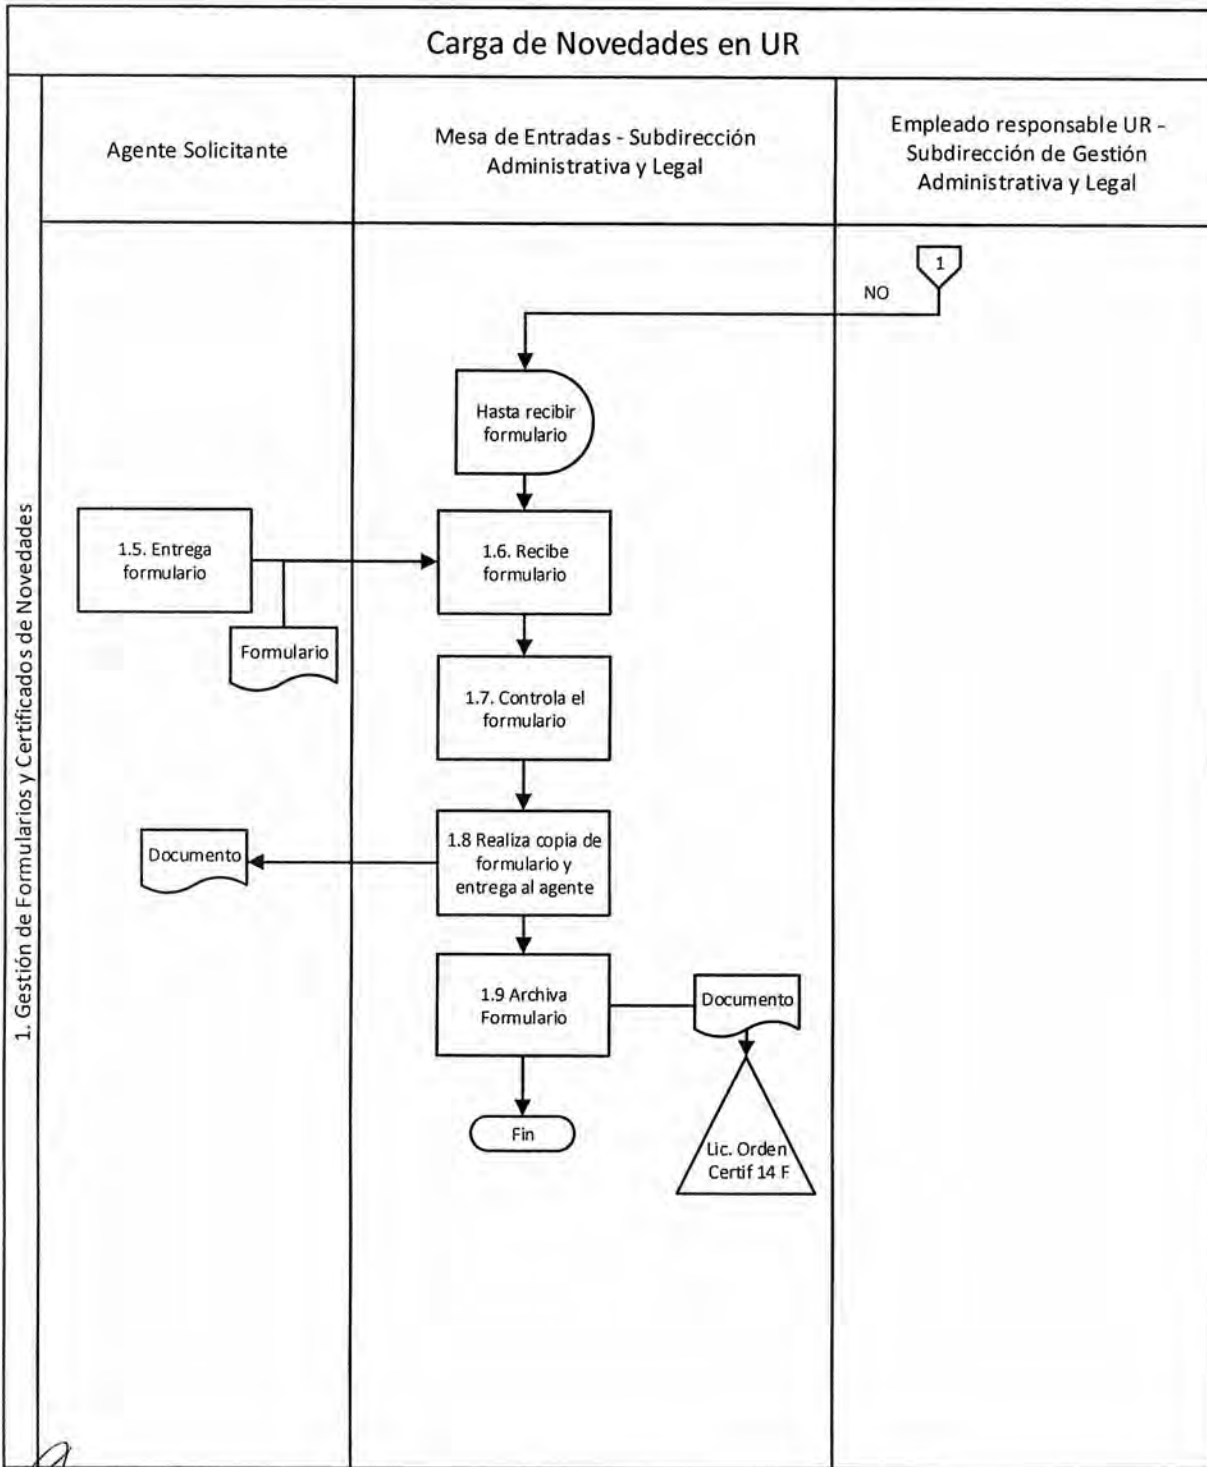 Carga de Novedades en UR
1. Gestión de Formularios y Certificados de Novedades
Agente Solicitante
Mesa de Entradas - Subdirección
Administrativa y Legal
Empleado responsable UR -
Subdirección de Gestión
Administrativa y Legal
1
NO
Hasta recibir
formulario
1.5. Entrega
formulario
Formulario
1.6. Recibe
formulario
1.7. Controla el
formulario
1.8 Realiza copia de
formulario y
entrega al agente
Documento
1.9 Archiva
Formulario
Documento
Lic. Orden
Certif 14 F
Fin